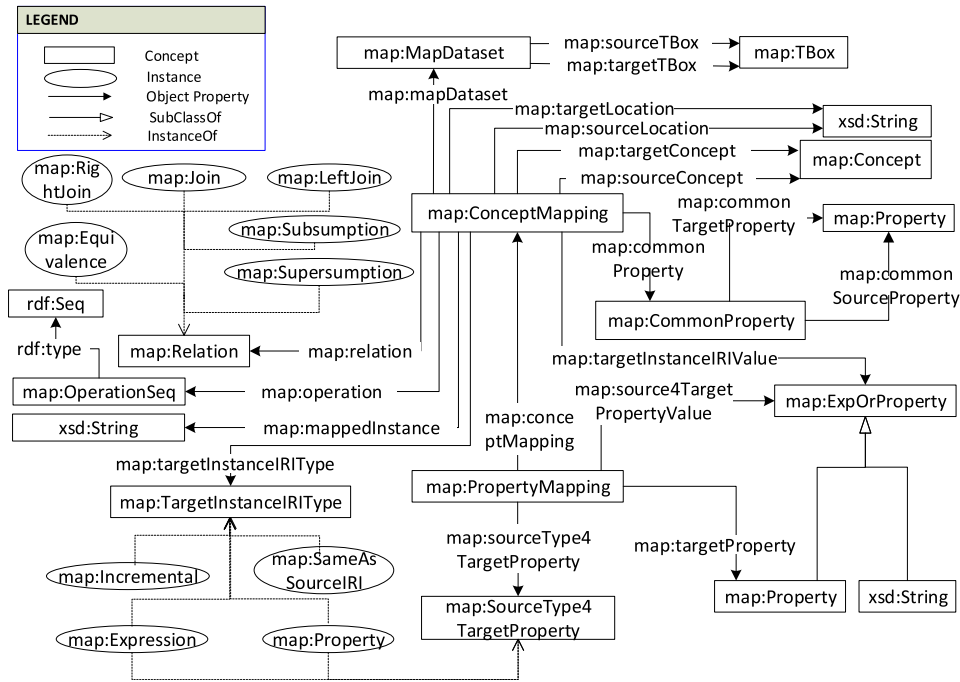 LEGEND
Concept
Instance
Object Property
SubClassOf
InstanceOf
map:MapDataset
map:sourceTBox
map:targetTBox
map:TBox
map:mapDataset
map:targetLocation
map:sourceLocation
xsd:String
map:targetConcept
map:sourceConcept
map:Concept
map:Rig
htJoin
map:Join
map:LeftJoin
map:Subsumption
map:Equi
valence
map:Supersumption
map:ConceptMapping
map:common
TargetProperty
map:Property
map:common
Property
map:common
SourceProperty
map:CommonProperty
rdf:Seq
rdf:type
map:Relation
map:relation
map:OperationSeq
map:operation
xsd:String
map:mappedInstance
map:targetInstanceIRIValue
map:source4Target
PropertyValue
map:ExpOrProperty
map:conce
ptMapping
map:targetInstanceIRIType
map:TargetInstanceIRIType
map:PropertyMapping
map:sourceType4
TargetProperty
map:targetProperty
map:Incremental
map:SameAs
SourceIRI
map:Expression
map:Property
map:SourceType4
TargetProperty
map:Property
xsd:String